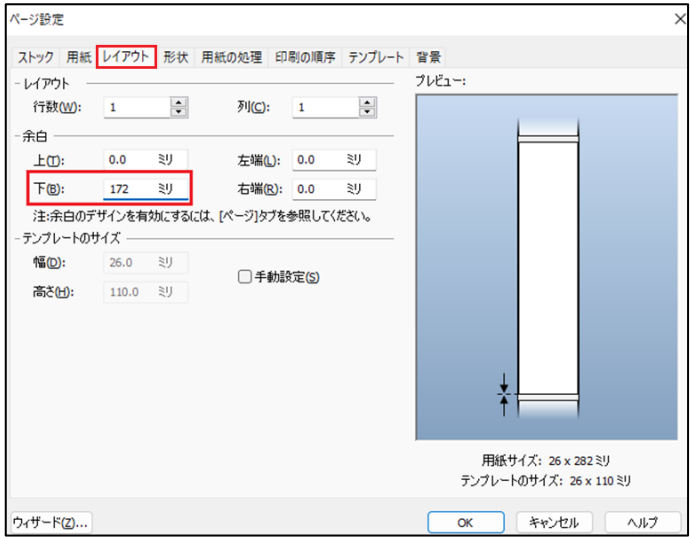 ページ設定
ストック 用紙 レイアウト 形状 用紙の処理 印刷の順序 テンプレート 背景
レイアウト
行数(W): 1 列(C): 1
余白
上(T): 0.0 ミリ 左端(L): 0.0 ミリ
下(B): 172 ミリ 右端(R): 0.0 ミリ
注:余白のデザインを有効にするには、[ページ]タブを参照してください。
テンプレートのサイズ
幅(D): 26.0 ミリ
手動設定(S)
高さ(H): 110.0 ミリ
プレビュー:
用紙サイズ: 26 x 282 ミリ
テンプレートのサイズ: 26 x 110 ミリ
ウィザード(Z)... OK キャンセル ヘルプ